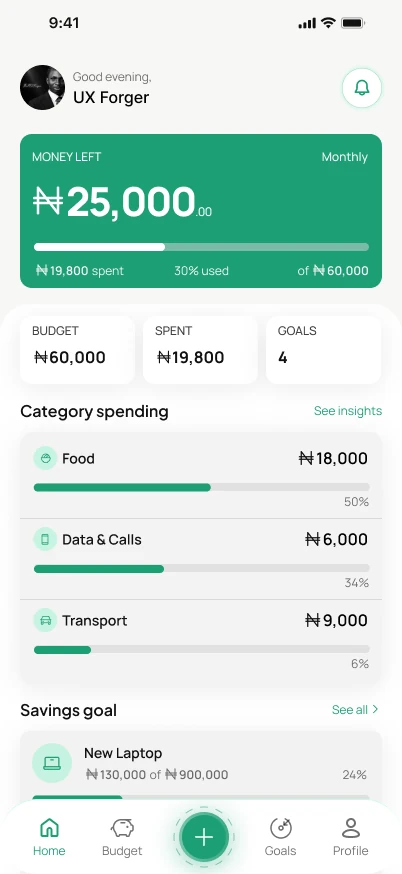 9:41
Good evening,
UX Forger
MONEY LEFT
Monthly
₦25,000.00
₦19,800 spent
30% used
of ₦60,000
BUDGET
SPENT
GOALS
₦60,000
₦19,800
4
Category spending
See insights
Food
₦18,000
50%
Data & Calls
₦6,000
34%
Transport
₦9,000
6%
Savings goal
See all >
New Laptop
₦130,000 of ₦900,000
24%
Home
Budget
Goals
Profile